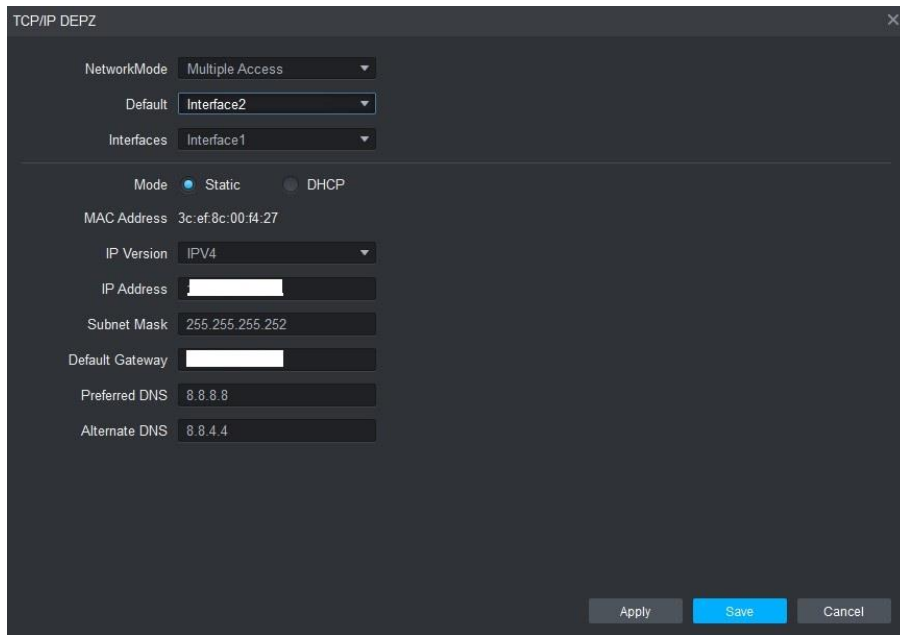 TCP/IP DEPZ
NetworkMode Multiple Access
Default Interface2
Interfaces Interface1
Mode Static DHCP
MAC Address 3c:ef:8c:00:f4:27
IP Version IPV4
IP Address
Subnet Mask 255.255.255.252
Default Gateway
Preferred DNS 8.8.8.8
Alternate DNS 8.8.4.4
Apply Save Cancel